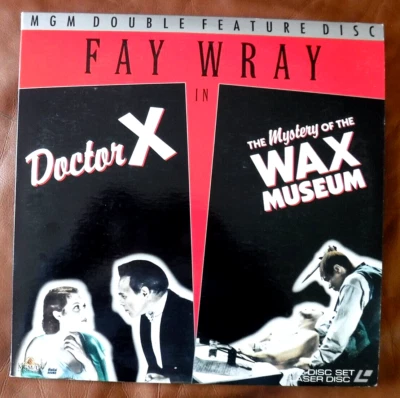 MGM DOUBLE FEATURE DISC
FAY WRAY
IN
Doctor X
THE Mystery OF THE
WAX
MUSEUM
DISC SET
LASER DISC